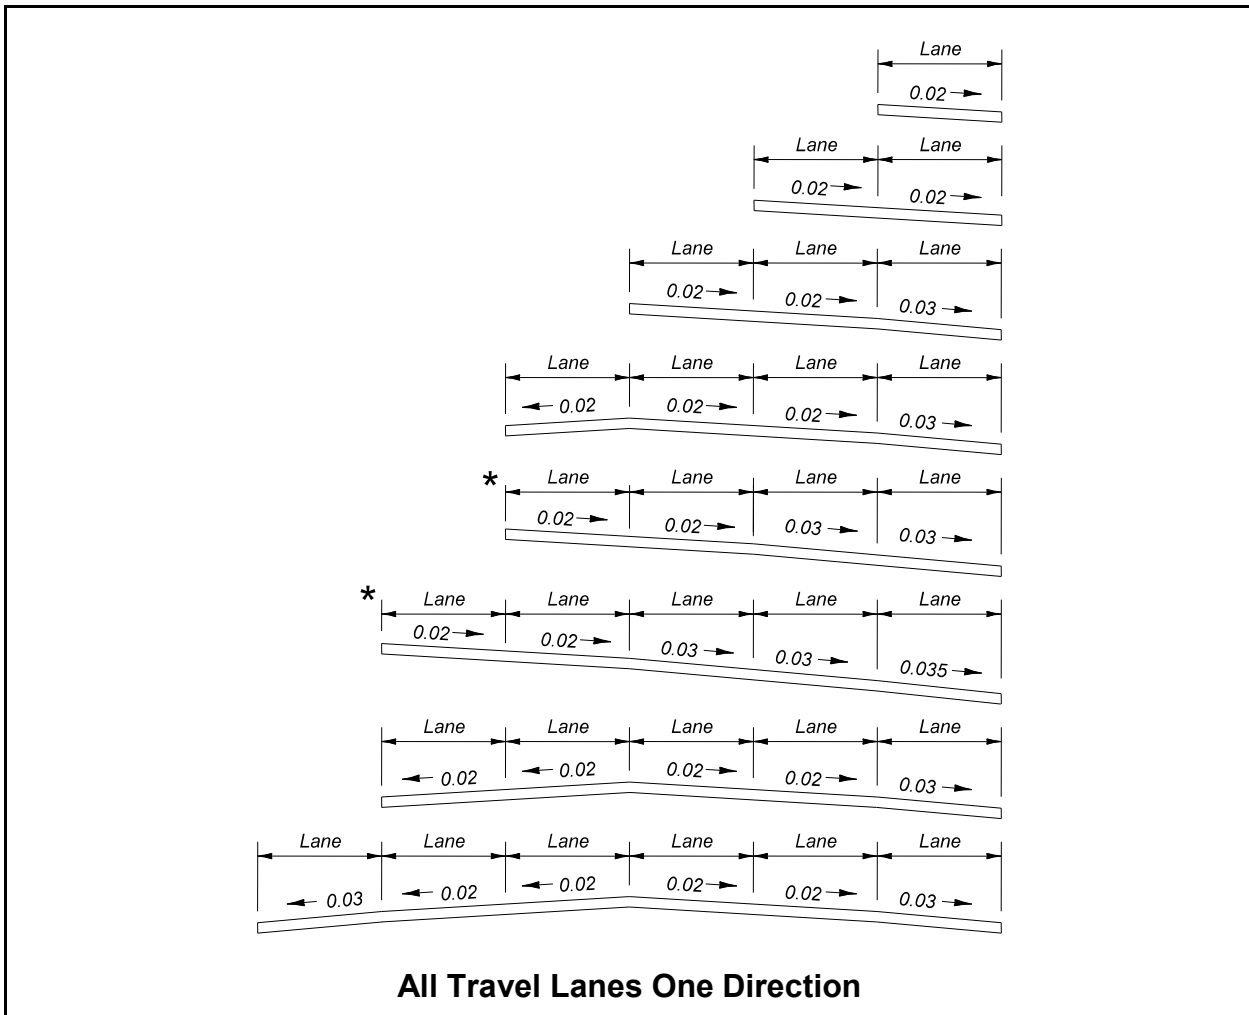 Lane
0.02
Lane Lane
0.02 0.02
Lane Lane Lane
0.02 0.02 0.03
Lane Lane Lane Lane
0.02 0.02 0.02 0.03
* Lane Lane Lane Lane
0.02 0.02 0.03 0.03
* Lane Lane Lane Lane Lane
0.02 0.02 0.03 0.03 0.035
Lane Lane Lane Lane Lane
0.02 0.02 0.02 0.02 0.03
Lane Lane Lane Lane Lane Lane
0.03 0.02 0.02 0.02 0.02 0.03
All Travel Lanes One Direction